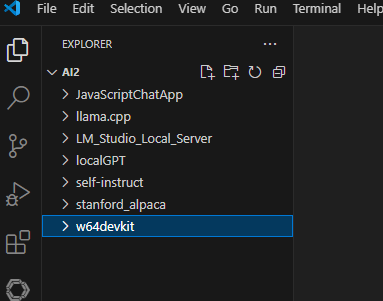 File Edit Selection View Go Run Terminal Help
EXPLORER
AI2
JavaScriptChatApp
llama.cpp
LM_Studio_Local_Server
localGPT
self-instruct
stanford_alpaca
w64devkit